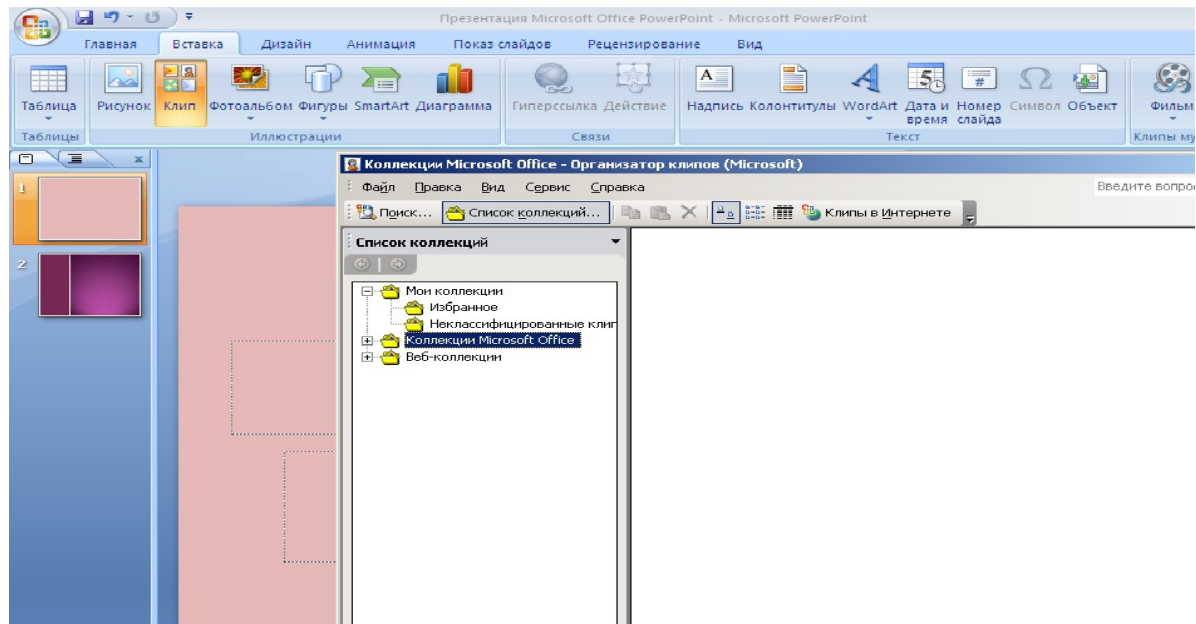 Презентация Microsoft Office PowerPoint - Microsoft PowerPoint
Главная Вставка Дизайн Анимация Показ слайдов Рецензирование Вид
Таблица Рисунок Клип Фотоальбом Фигуры SmartArt Диаграмма Гиперссылка Действие Надпись Колонтитулы WordArt Дата и время Номер слайда Символ Объект Фильм
Таблицы Иллюстрации Связи Текст Клипы му
Коллекции Microsoft Office - Организатор клипов (Microsoft)
Файл Правка Вид Сервис Справка Введите вопрос
Поиск... Список коллекций... Клипы в Интернете
Список коллекций
1
Мои коллекции
2
Избранное
Неклассифицированные клип
Коллекции Microsoft Office
Веб-коллекции